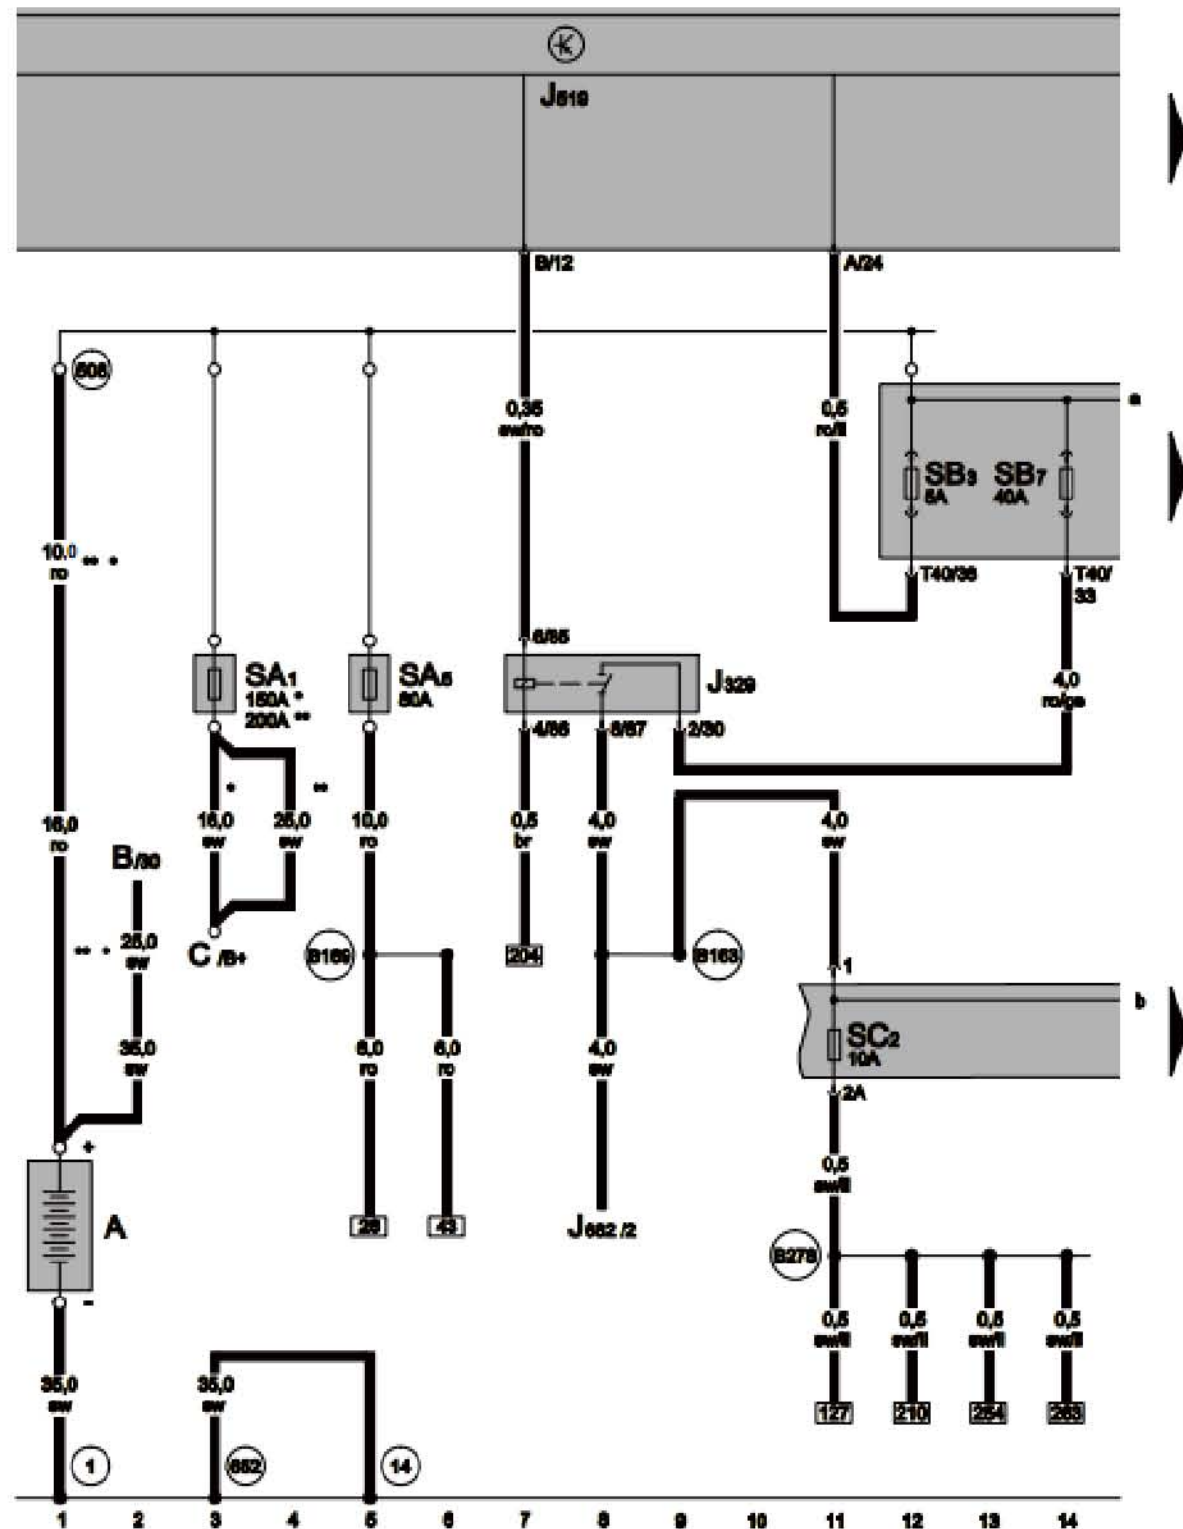 K
J519
B/12
A/24
508
0,35
sw/ro
0,5
ro/li
a
SB3
5A
SB7
40A
10.0
ro
** *
T40/36
T40/
33
6/85
SA1
150A *
200A **
SA5
80A
J329
4,0
ro/ge
4/86
8/87
2/30
*
**
16,0
ro
16,0
sw
25,0
sw
10,0
ro
0,5
br
4,0
sw
4,0
sw
B/30
** *
25,0
sw
C /B+
B169
204
B163
1
b
SC2
10A
35,0
sw
6,0
ro
6,0
ro
4,0
sw
2A
+
0,5
sw/li
A
43
J682 /2
B278
-
0,5
sw/li
0,5
sw/li
0,5
sw/li
0,5
sw/li
35,0
sw
35,0
sw
127
210
1
652
14
1 2 3 4 5 6 7 8 9 10 11 12 13 14